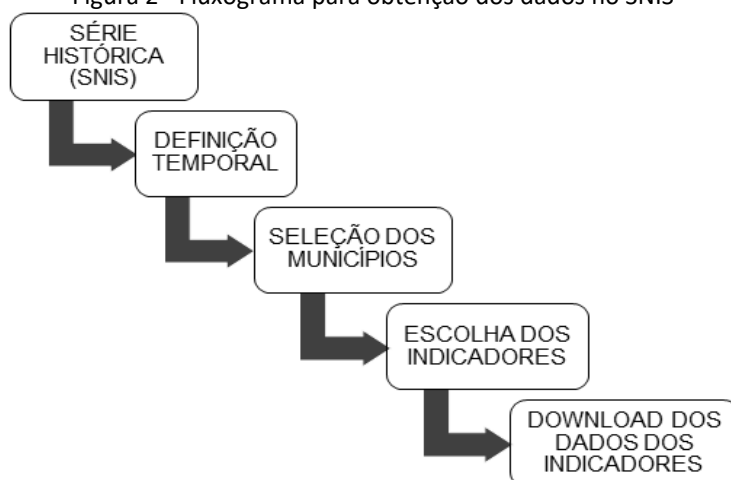 Figura 2 - Fluxograma para obtenção dos dados no SNIS
SÉRIE
HISTÓRICA
(SNIS)
DEFINIÇÃO
TEMPORAL
SELEÇÃO DOS
MUNICÍPIOS
ESCOLHA DOS
INDICADORES
DOWNLOAD DOS
DADOS DOS
INDICADORES